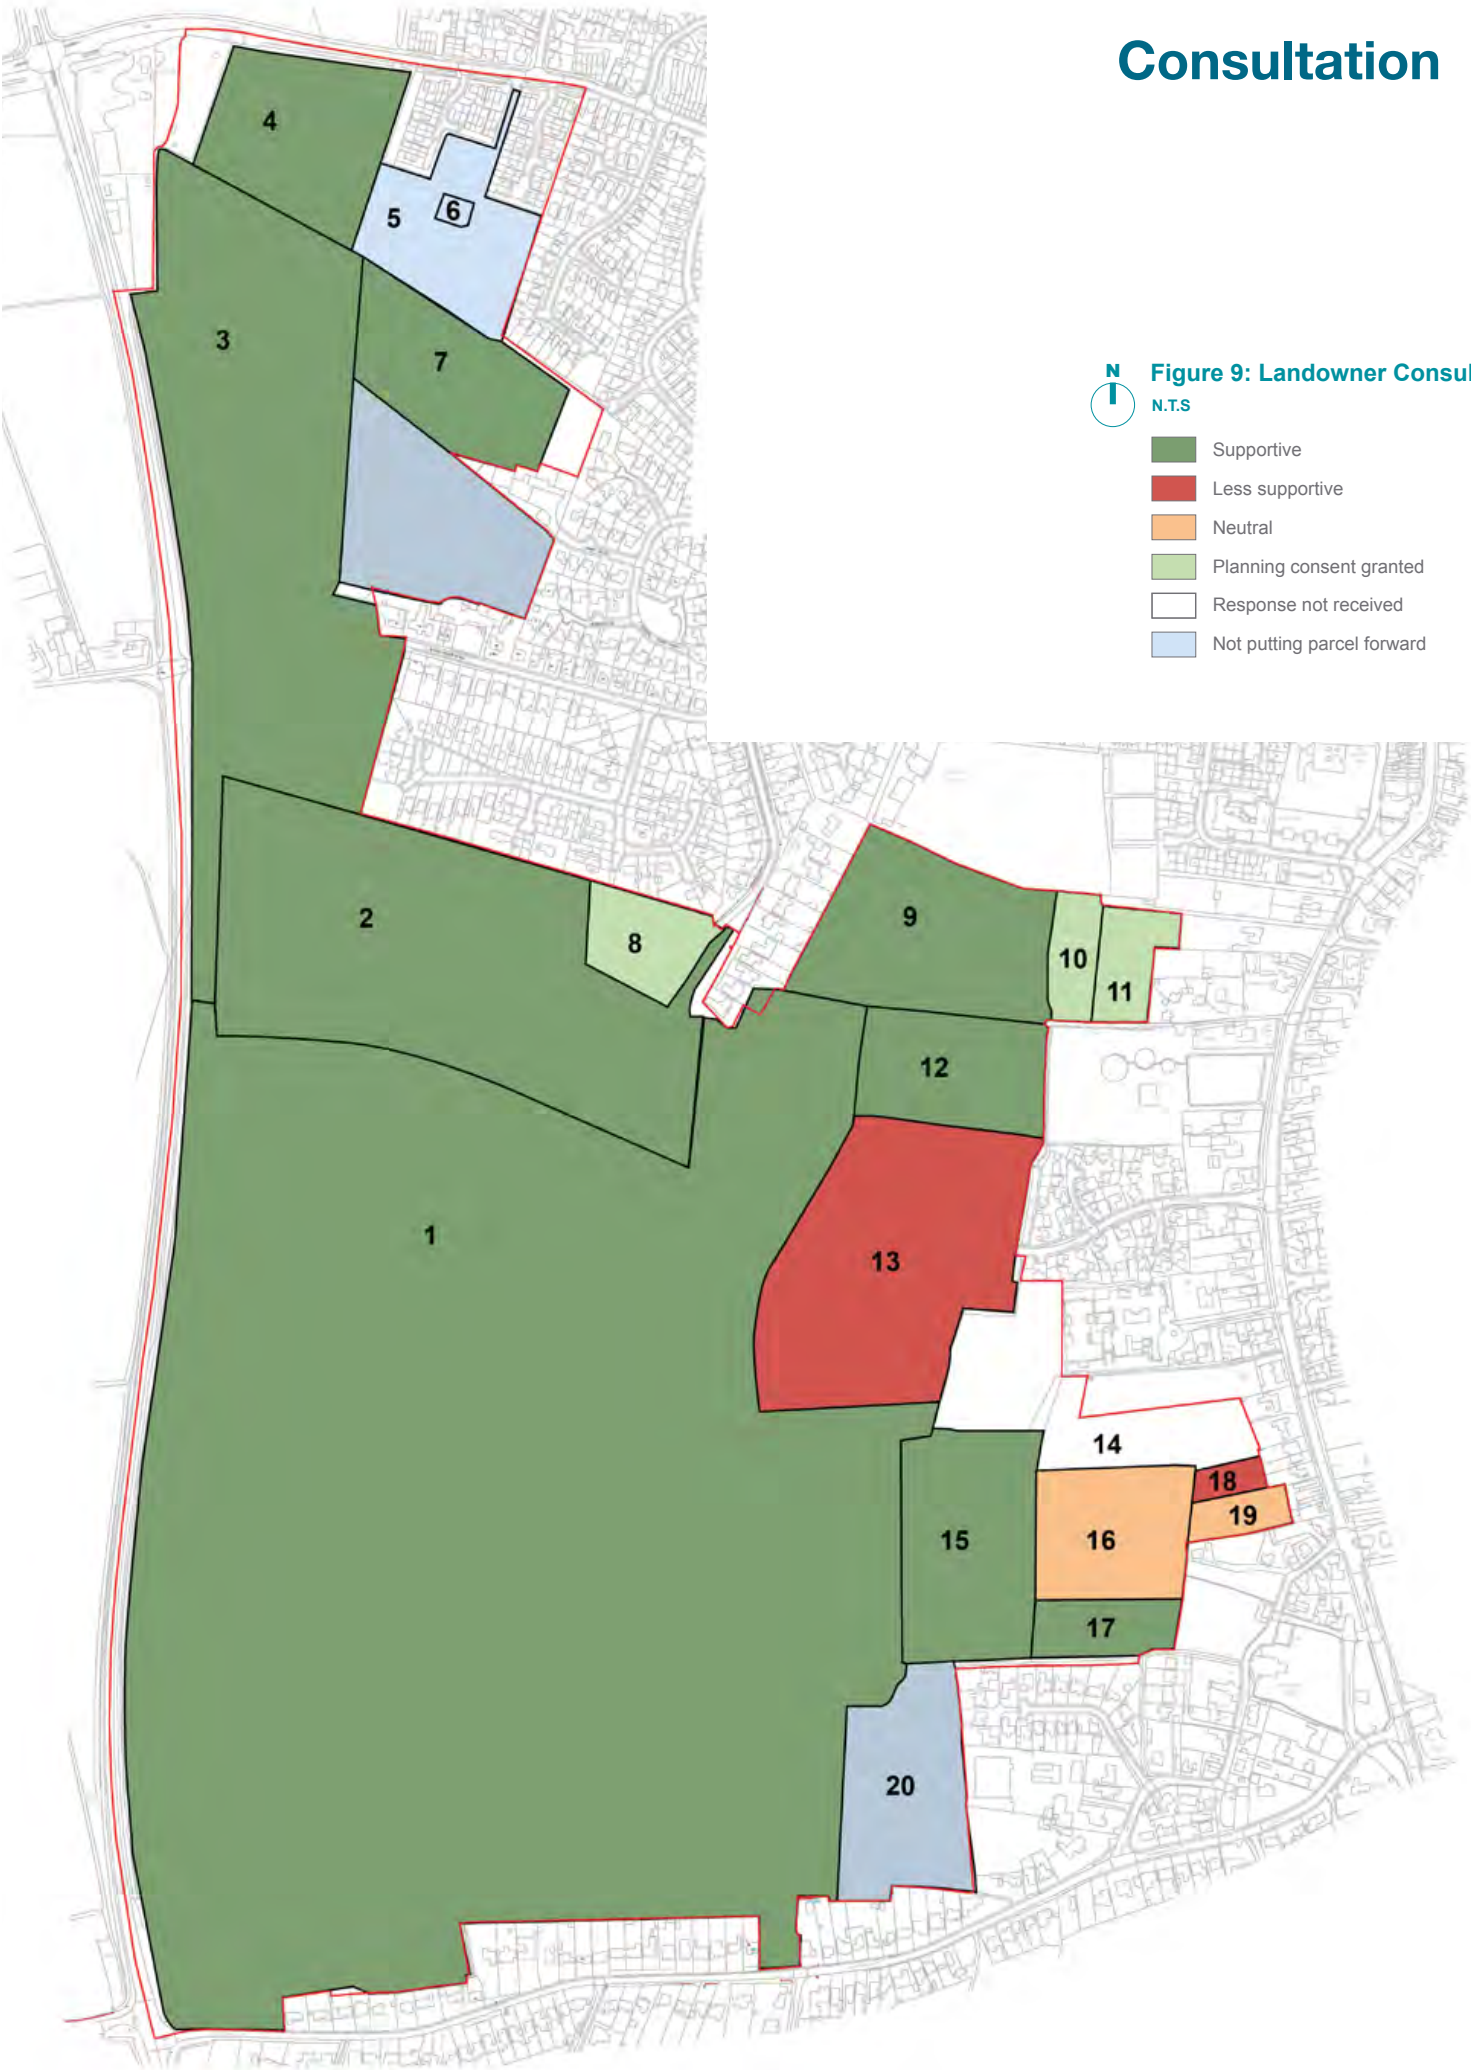 Consultation
N
Figure 9: Landowner Consul
N.T.S
Supportive
Less supportive
Neutral
Planning consent granted
Response not received
Not putting parcel forward
4
5
6
3
7
2
8
9
10
11
12
1
13
14
18
19
15
16
17
20